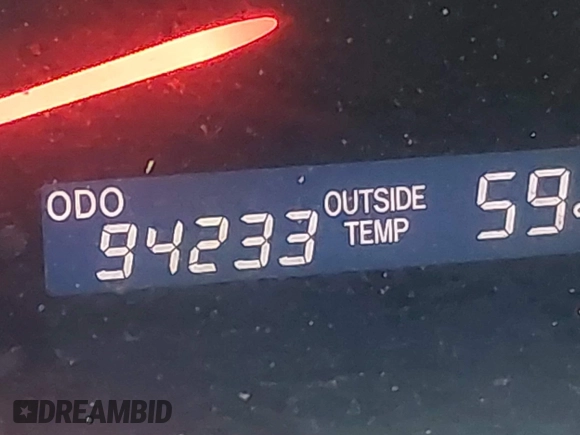 ODO
94233
OUTSIDE
TEMP
59
DREAMBID